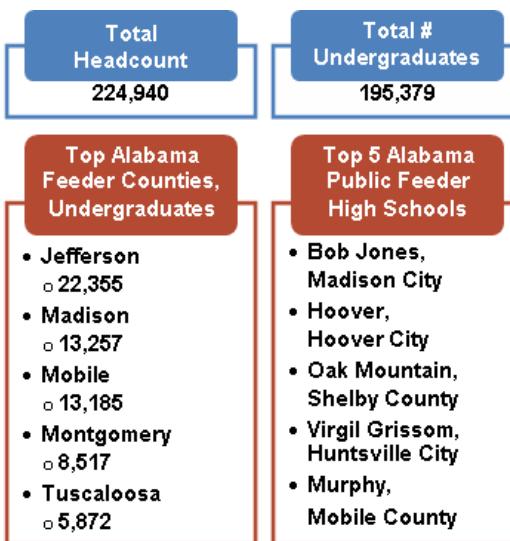 Total
Headcount
224,940
Total #
Undergraduates
195,379
Top Alabama
Feeder Counties,
Undergraduates
• Jefferson
o 22,355
• Madison
o 13,257
• Mobile
o 13,185
• Montgomery
o 8,517
• Tuscaloosa
o 5,872
Top 5 Alabama
Public Feeder
High Schools
• Bob Jones,
Madison City
• Hoover,
Hoover City
• Oak Mountain,
Shelby County
• Virgil Grissom,
Huntsville City
• Murphy,
Mobile County